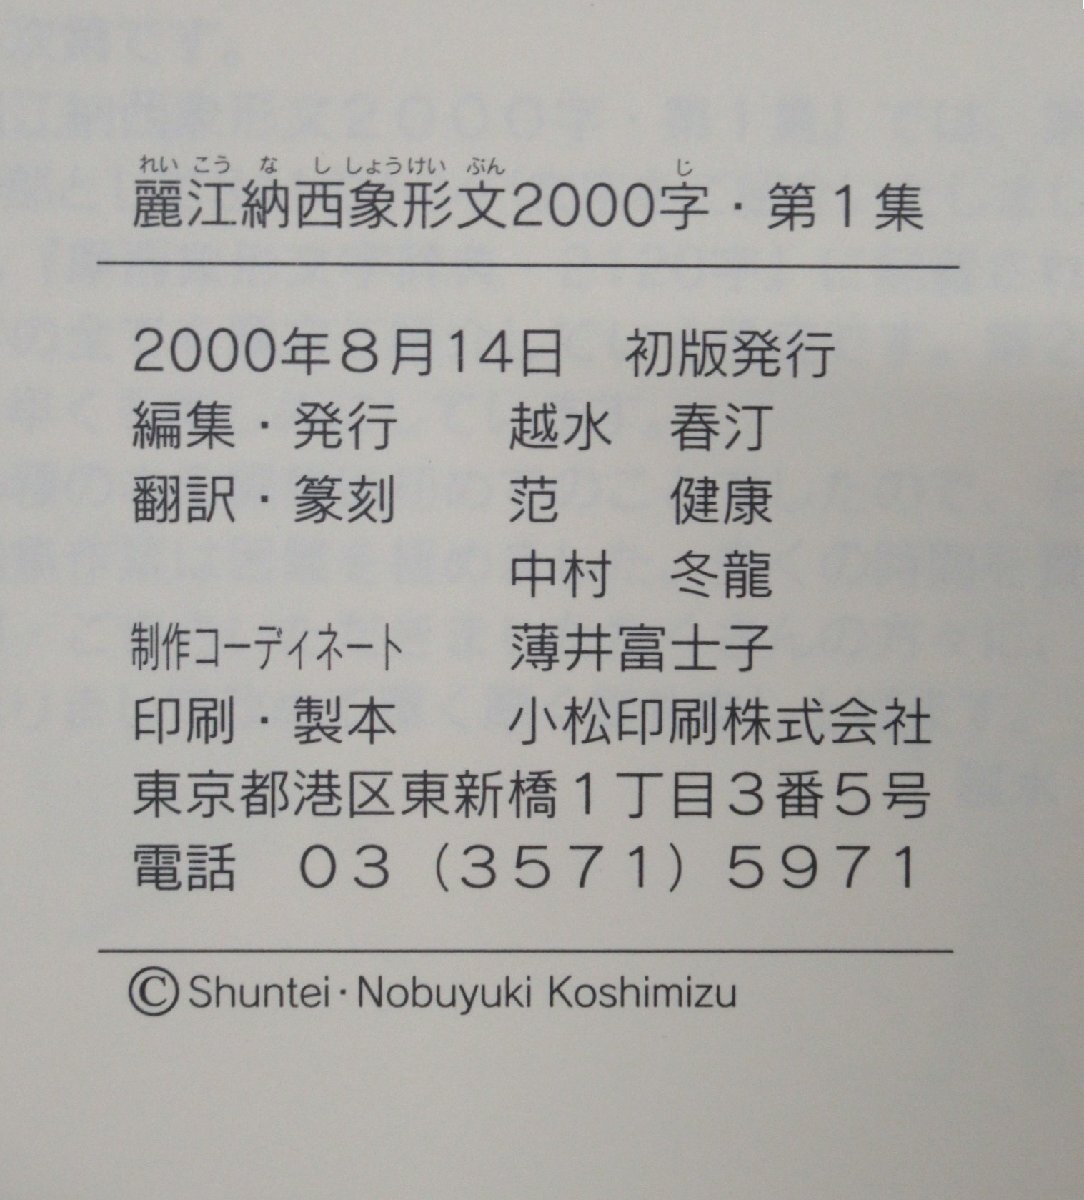 れい こう な し しょうけい ぶん じ
麗江納西象形文2000字・第1集
2000年8月14日　初版発行
編集・発行　越水　春汀
翻訳・篆刻　范　健康
中村　冬龍
制作コーディネート　薄井富士子
印刷・製本　小松印刷株式会社
東京都港区東新橋1丁目3番5号
電話　03（3571）5971
©Shuntei・Nobuyuki Koshimizu